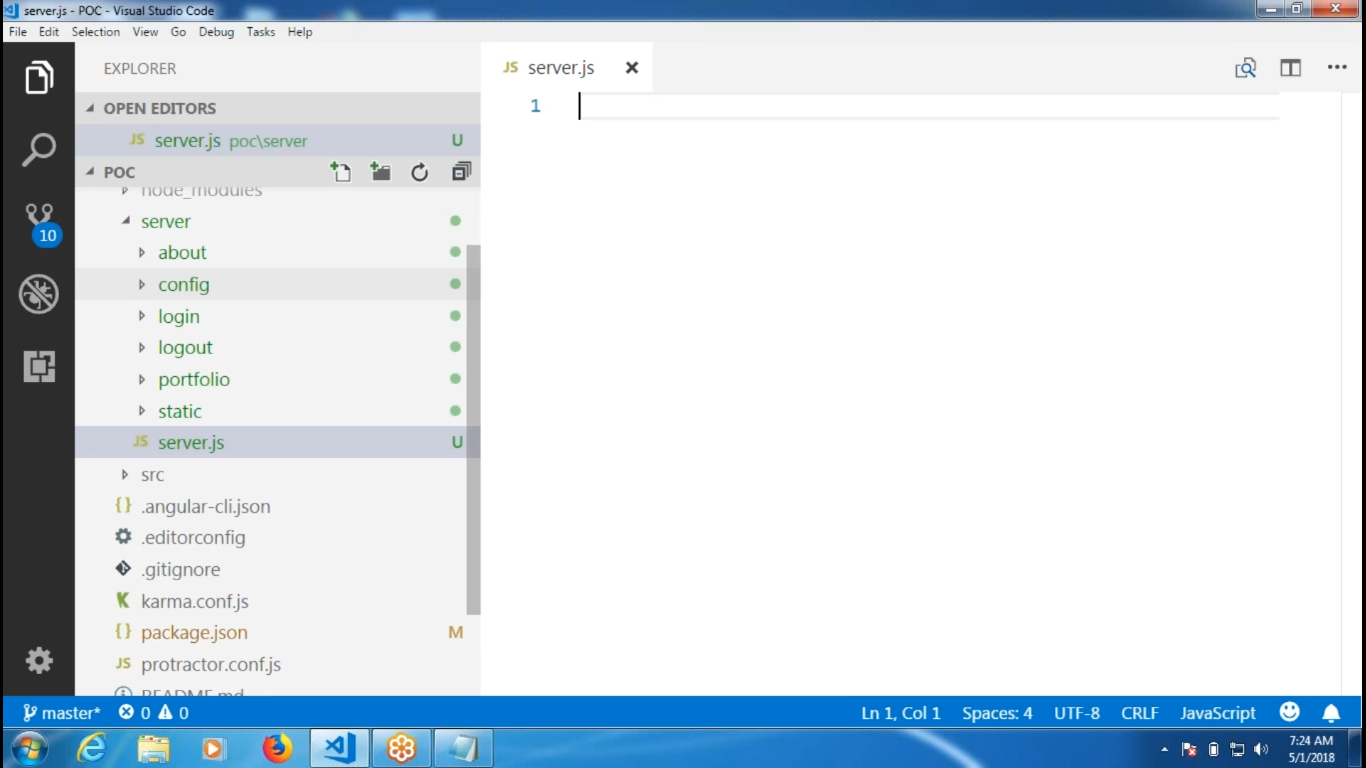 server.js - POC - Visual Studio Code
File Edit Selection View Go Debug Tasks Help
EXPLORER
JS server.js
OPEN EDITORS
1
JS server.js poc\server U
POC
node_modules
server
10
about
config
login
logout
portfolio
static
JS server.js U
src
{} .angular-cli.json
.editorconfig
.gitignore
K karma.conf.js
{} package.json M
JS protractor.conf.js
README.md
master* 0 0 Ln 1, Col 1 Spaces: 4 UTF-8 CRLF JavaScript
7:24 AM
5/1/2018